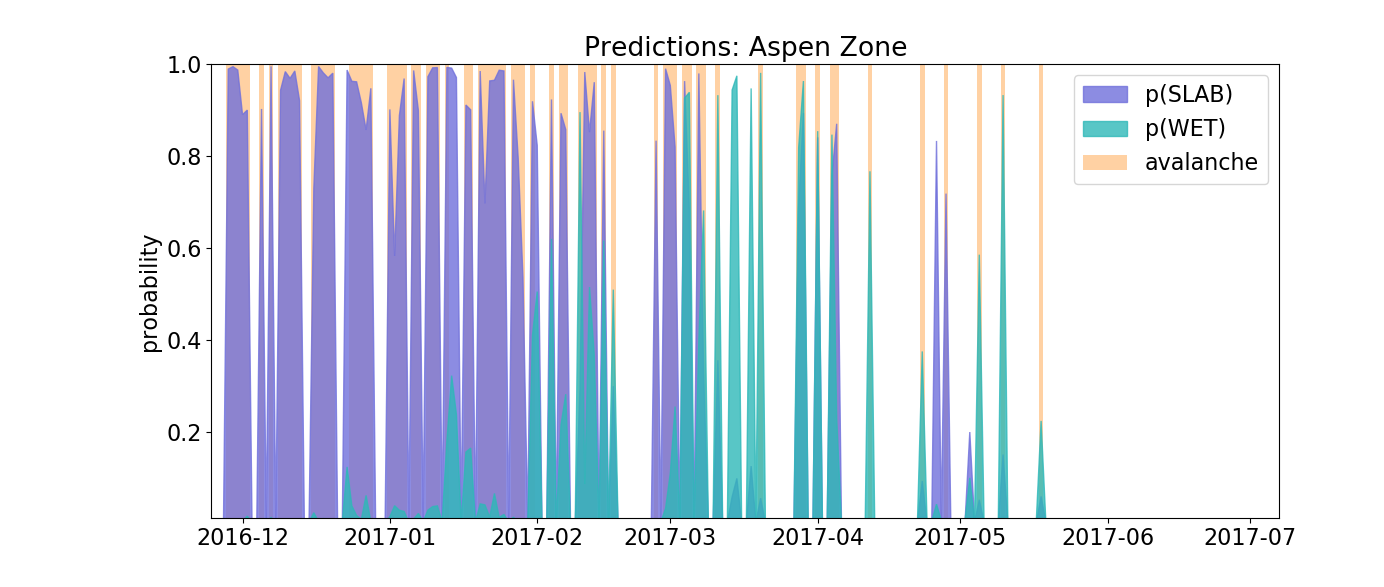 Predictions: Aspen Zone
probability
1.0
0.8
0.6
0.4
0.2
p(SLAB)
p(WET)
avalanche
2016-12 2017-01 2017-02 2017-03 2017-04 2017-05 2017-06 2017-07